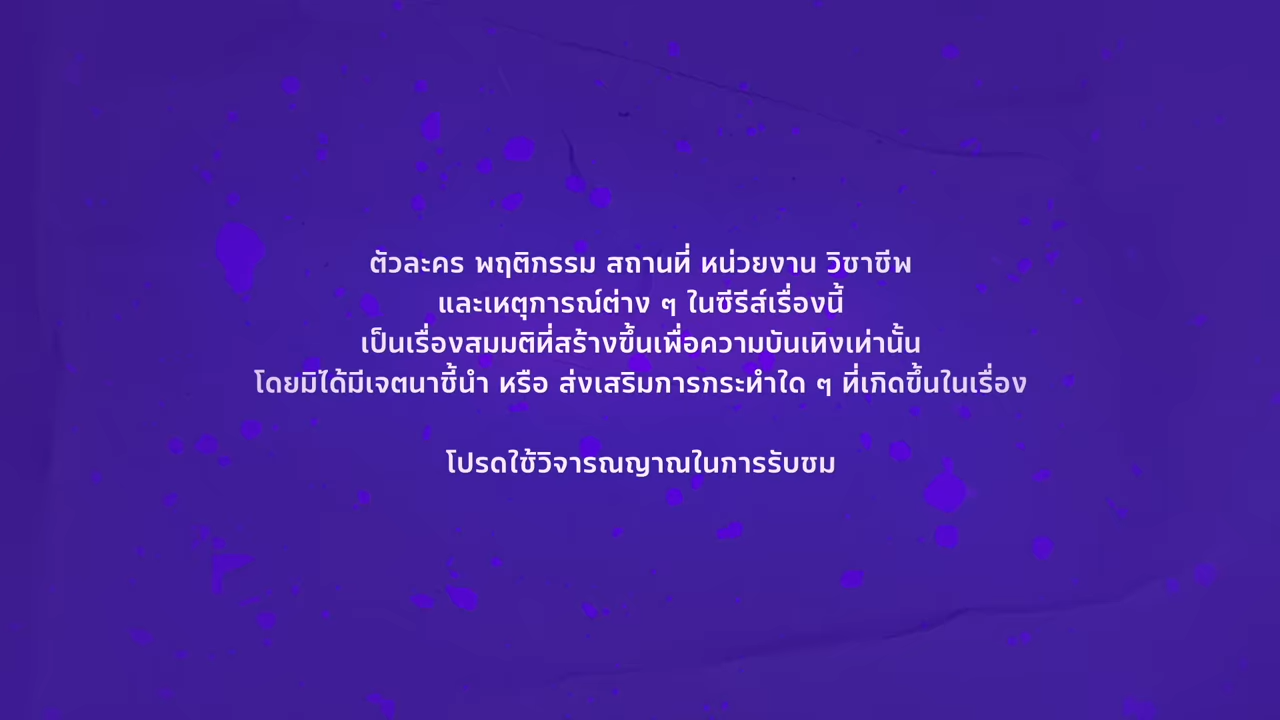 ตัวละคร พฤติกรรม สถานที่ หน่วยงาน วิชาชีพ
และเหตุการณ์ต่าง ๆ ในซีรีส์เรื่องนี้
เป็นเรื่องสมมติที่สร้างขึ้นเพื่อความบันเทิงเท่านั้น
โดยมิได้มีเจตนาชี้นำ หรือ ส่งเสริมการกระทำใด ๆ ที่เกิดขึ้นในเรื่อง
โปรดใช้วิจารณญาณในการรับชม